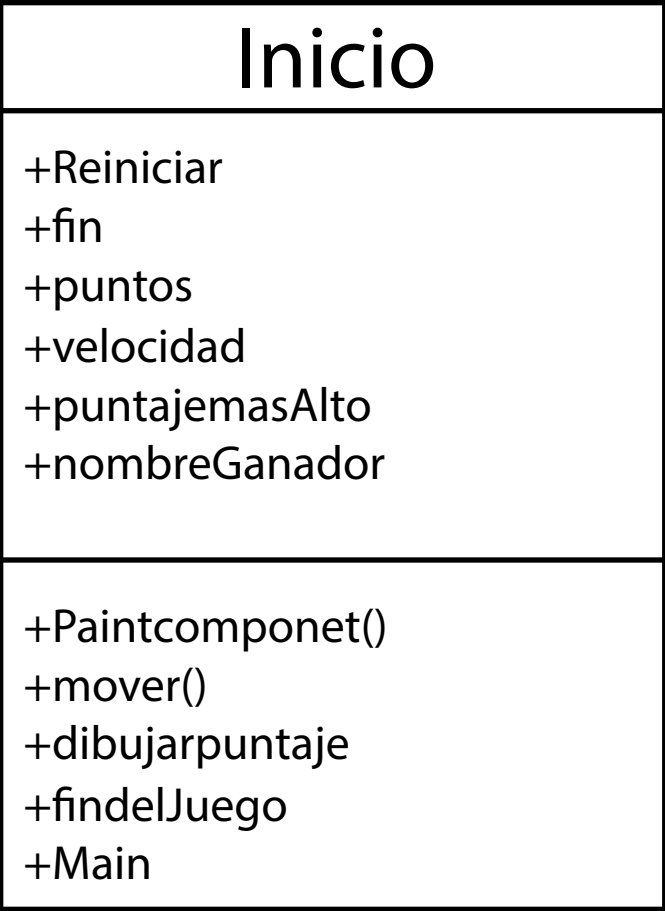 Inicio
+Reiniciar
+fin
+puntos
+velocidad
+puntajemasAlto
+nombreGanador
+Paintcomponet()
+mover()
+dibujarpuntaje
+findelJuego
+Main